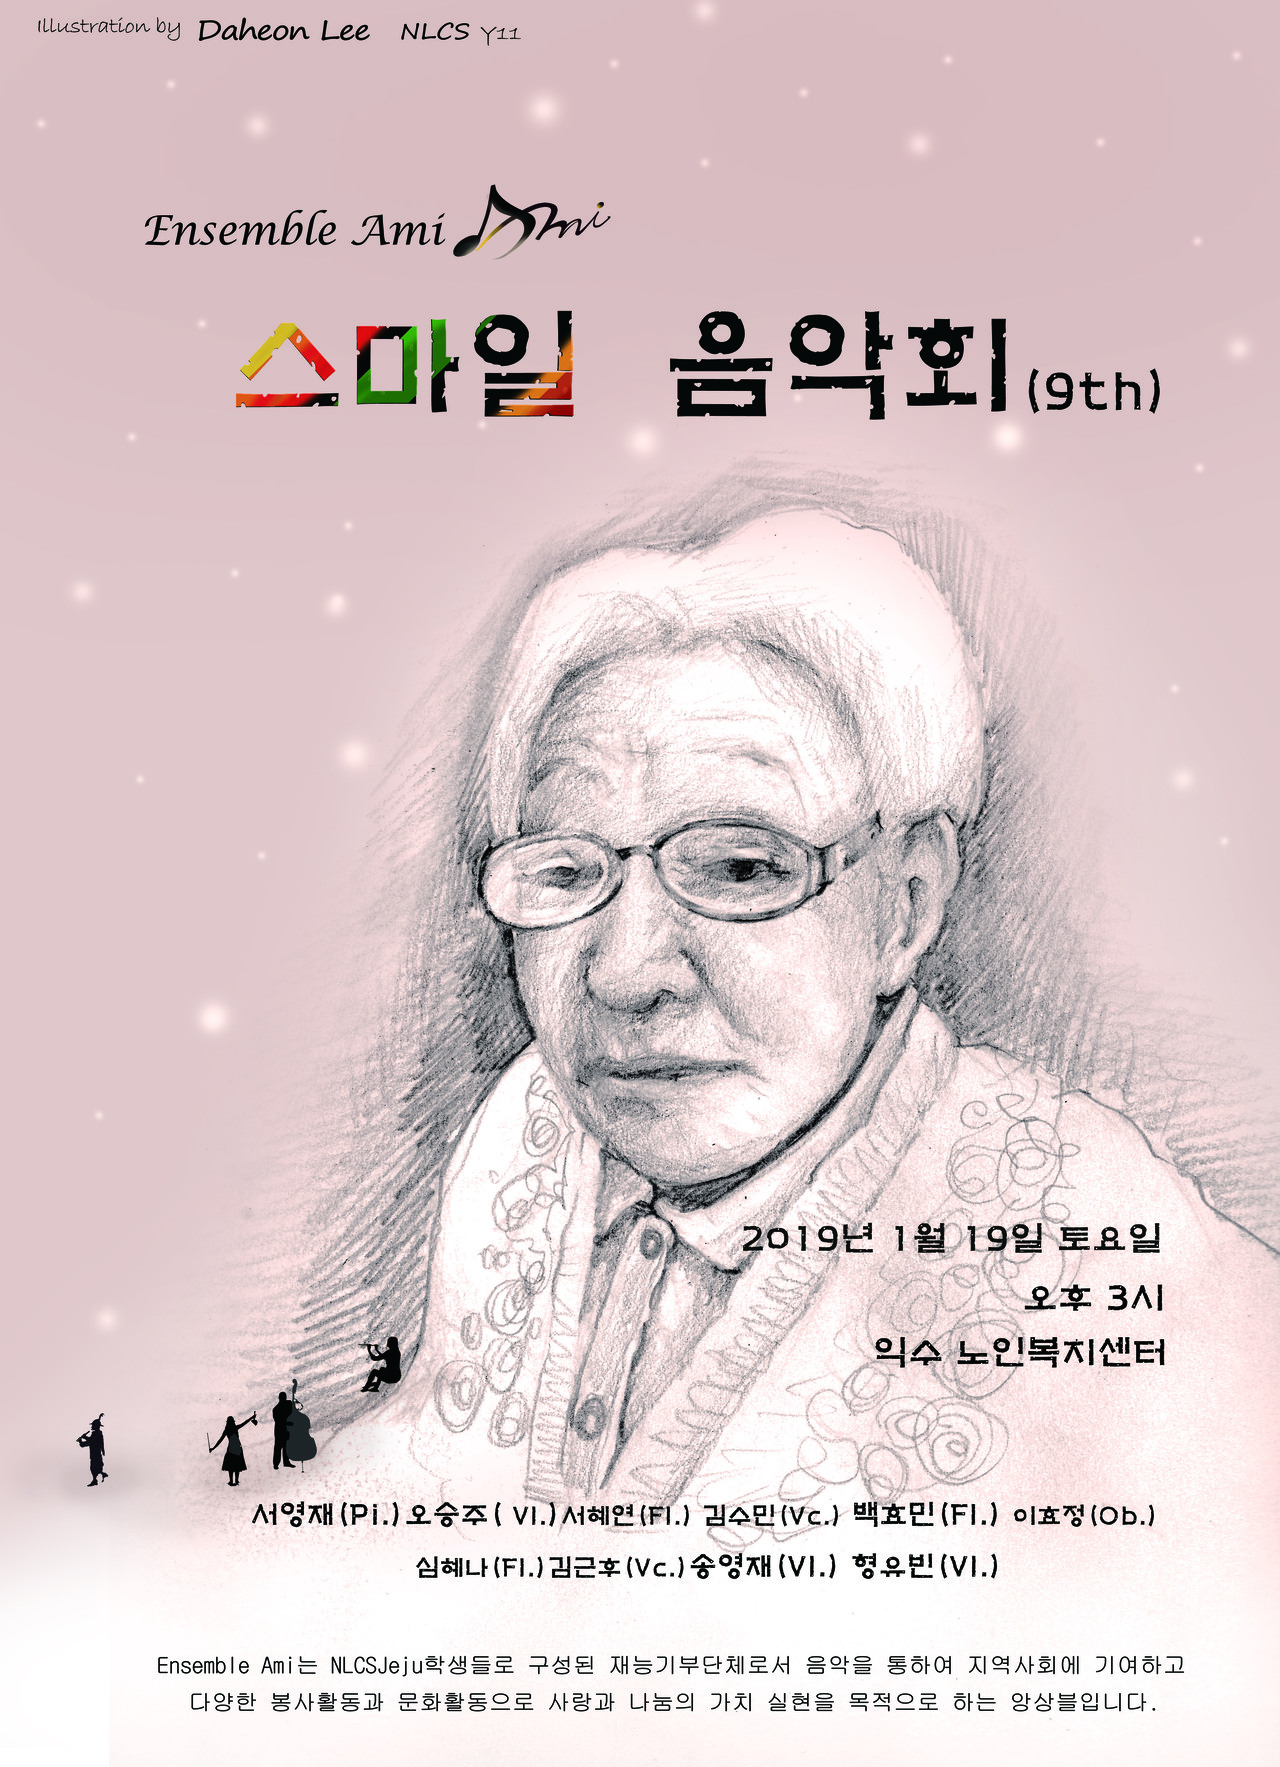 Illustration by Daheon Lee NLCS Y11
Ensemble Ami Ami
스마일 음악회 (9th)
2019년 1월 19일 토요일
오후 3시
익수 노인복지센터
서영재(Pi.) 오승주( Vl.) 서혜연(Fl.) 김수민(Vc.) 백효민(Fl.) 이효정(Ob.)
심혜나(Fl.) 김근후(Vc.) 송영재(Vl.) 형유빈(Vl.)
Ensemble Ami는 NLCSJeju학생들로 구성된 재능기부단체로서 음악을 통하여 지역사회에 기여하고
다양한 봉사활동과 문화활동으로 사랑과 나눔의 가치 실현을 목적으로 하는 앙상블입니다.